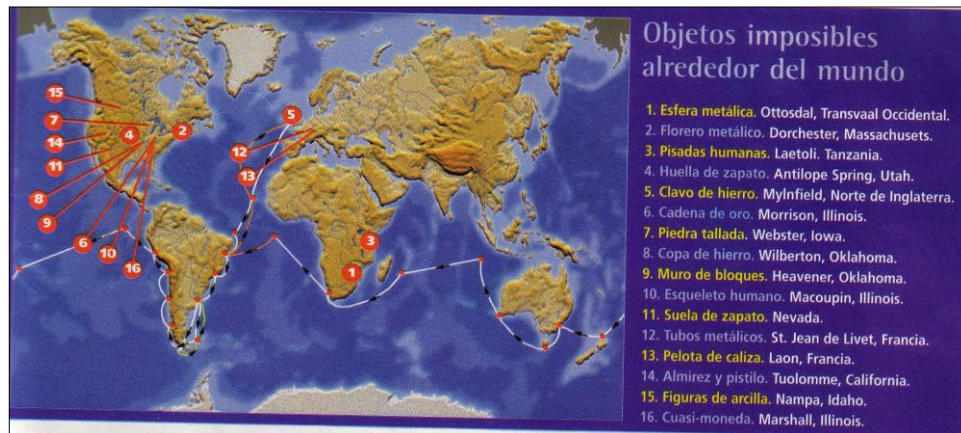 Objetos imposibles
alrededor del mundo
1. Esfera metálica. Ottosdal, Transvaal Occidental.
2. Florero metálico. Dorchester, Massachusets.
3. Pisadas humanas. Laetoli. Tanzania.
4. Huella de zapato. Antilope Spring, Utah.
5. Clavo de hierro. Mylnfield, Norte de Inglaterra.
6. Cadena de oro. Morrison, Illinois.
7. Piedra tallada. Webster, Iowa.
8. Copa de hierro. Wilberton, Oklahoma.
9. Muro de bloques. Heavener, Oklahoma.
10. Esqueleto humano. Macoupin, Illinois.
11. Suela de zapato. Nevada.
12. Tubos metálicos. St. Jean de Livet, Francia.
13. Pelota de caliza. Laon, Francia.
14. Almirez y pistilo. Tuolomme, California.
15. Figuras de arcilla. Nampa, Idaho.
16. Cuasi-moneda. Marshall, Illinois.
15
7
4
2
14
11
8
9
6
10
16
5
12
13
3
1